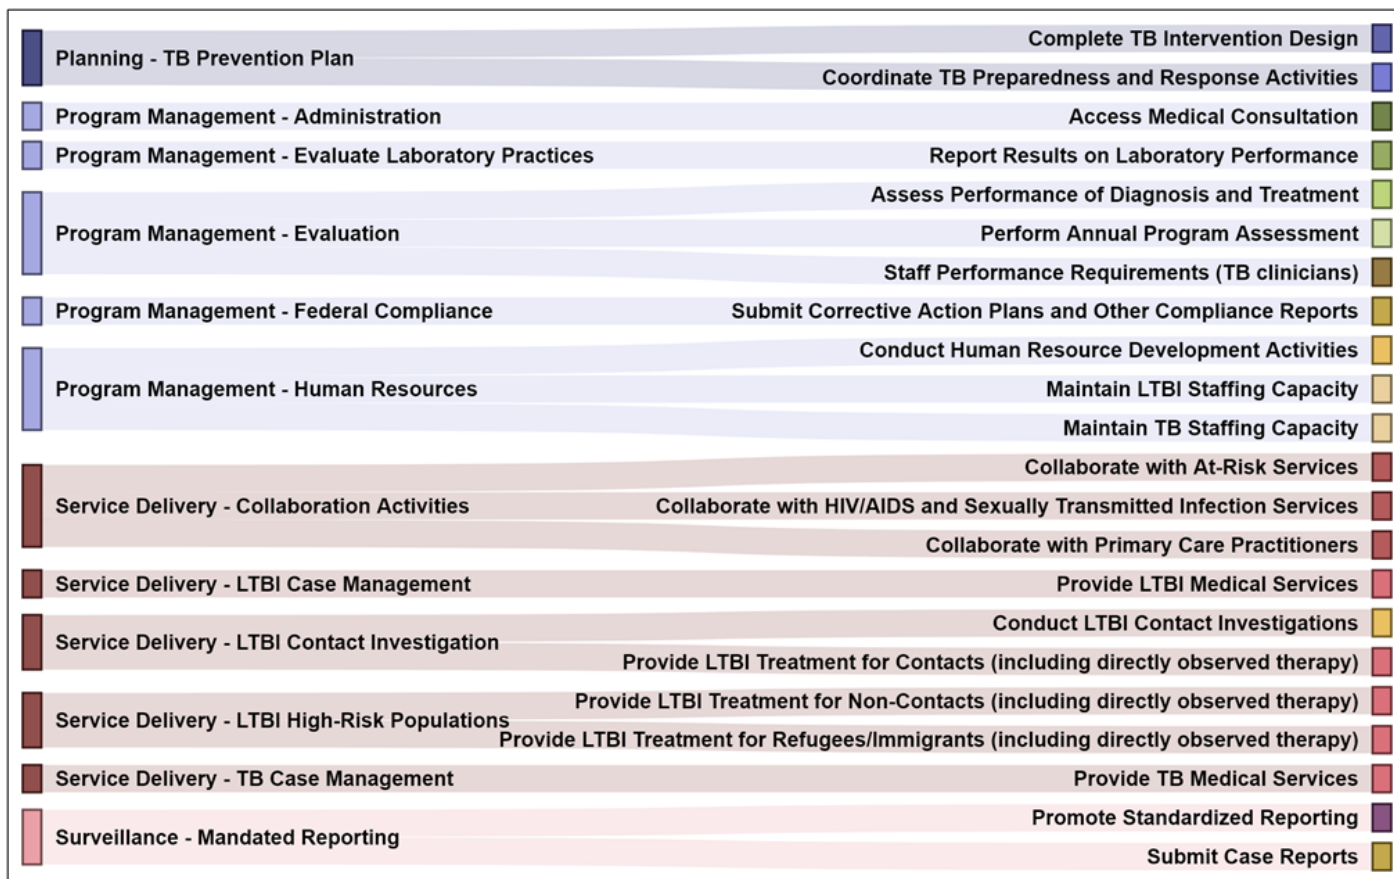 Planning - TB Prevention Plan
Complete TB Intervention Design
Coordinate TB Preparedness and Response Activities
Program Management - Administration
Access Medical Consultation
Program Management - Evaluate Laboratory Practices
Report Results on Laboratory Performance
Program Management - Evaluation
Assess Performance of Diagnosis and Treatment
Perform Annual Program Assessment
Staff Performance Requirements (TB clinicians)
Program Management - Federal Compliance
Submit Corrective Action Plans and Other Compliance Reports
Program Management - Human Resources
Conduct Human Resource Development Activities
Maintain LTBI Staffing Capacity
Maintain TB Staffing Capacity
Service Delivery - Collaboration Activities
Collaborate with At-Risk Services
Collaborate with HIV/AIDS and Sexually Transmitted Infection Services
Collaborate with Primary Care Practitioners
Service Delivery - LTBI Case Management
Provide LTBI Medical Services
Service Delivery - LTBI Contact Investigation
Conduct LTBI Contact Investigations
Provide LTBI Treatment for Contacts (including directly observed therapy)
Service Delivery - LTBI High-Risk Populations
Provide LTBI Treatment for Non-Contacts (including directly observed therapy)
Provide LTBI Treatment for Refugees/Immigrants (including directly observed therapy)
Service Delivery - TB Case Management
Provide TB Medical Services
Surveillance - Mandated Reporting
Promote Standardized Reporting
Submit Case Reports